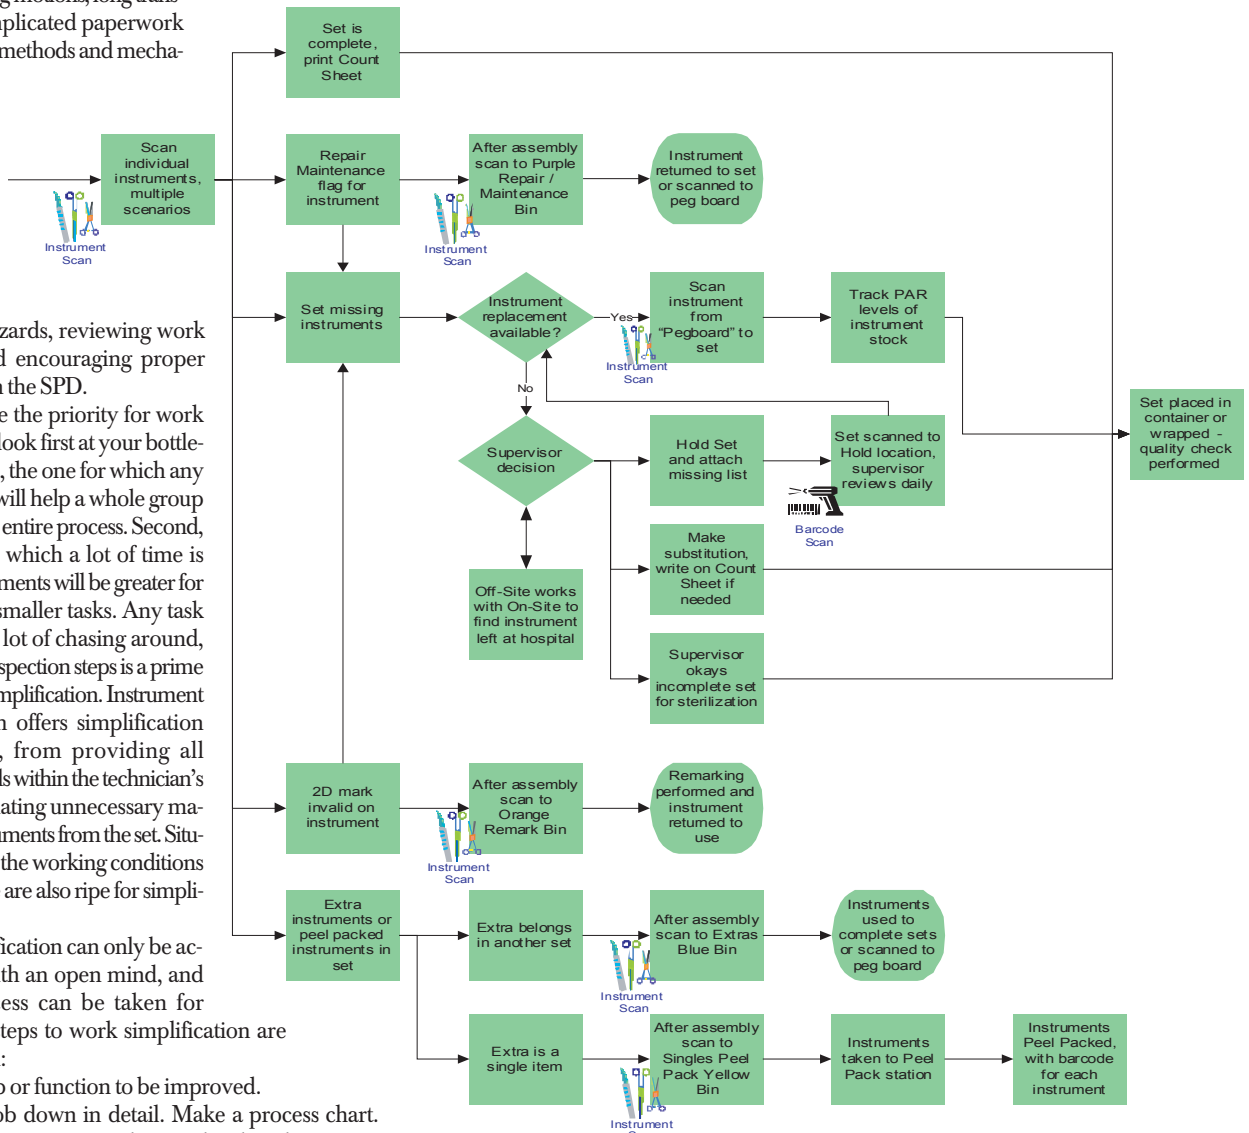 mplicated paperwork
methods and mecha-
zards, reviewing work
encouraging proper
the SPD.
e the priority for work
look first at your bottle-
, the one for which any
will help a whole group
entire process. Second,
which a lot of time is
ments will be greater for
smaller tasks. Any task
lot of chasing around,
spection steps is a prime
mplification. Instrument
offers simplification
, from providing all
ls within the technician's
ating unnecessary ma-
uments from the set. Situ-
the working conditions
are also ripe for simpli-
fication can only be ac-
ith an open mind, and
ess can be taken for
teps to work simplification are
:
b or function to be improved.
ob down in detail. Make a process chart.
Scan
individual
instruments,
multiple
scenarios
Instrument
Scan
Set is
complete,
print Count
Sheet
Repair
Maintenance
flag for
instrument
Instrument
Scan
After assembly
scan to Purple
Repair /
Maintenance
Bin
Instrument
returned to set
or scanned to
peg board
Set missing
instruments
Instrument
replacement
available?
Yes
Instrument
Scan
Scan
instrument
from
“Pegboard” to
set
Track PAR
levels of
instrument
stock
No
Supervisor
decision
Hold Set
and attach
missing list
Set scanned to
Hold location,
supervisor
reviews daily
Barcode
Scan
Set placed in
container or
wrapped -
quality check
performed
Make
substitution,
write on Count
Sheet if
needed
Off-Site works
with On-Site to
find instrument
left at hospital
Supervisor
okays
incomplete set
for sterilization
2D mark
invalid on
instrument
Instrument
Scan
After assembly
scan to
Orange
Remark Bin
Remarking
performed and
instrument
returned to
use
Extra
instruments or
peel packed
instruments in
set
Extra belongs
in another set
Instrument
Scan
After assembly
scan to Extras
Blue Bin
Instruments
used to
complete sets
or scanned to
peg board
Extra is a
single item
Instrument
After assembly
scan to
Singles Peel
Pack Yellow
Bin
Instruments
taken to Peel
Pack station
Instruments
Peel Packed,
with barcode
for each
instrument